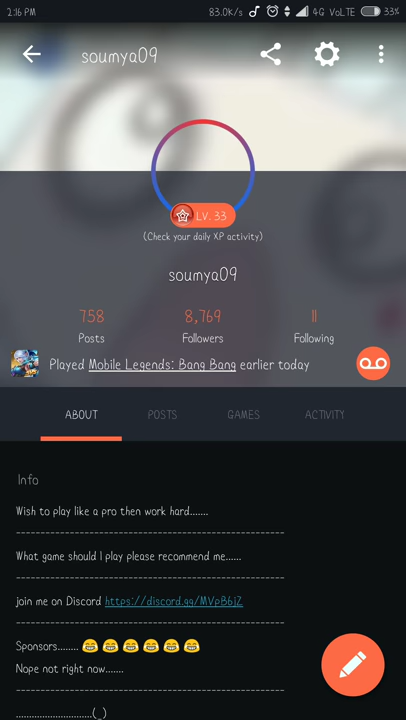 2:16 PM 83.0K/s 4G VoLTE 33%
soumya09
LV. 33
(Check your daily XP activity)
soumya09
758 8,769 11
Posts Followers Following
Played Mobile Legends: Bang Bang earlier today
ABOUT POSTS GAMES ACTIVITY
Info
Wish to play like a pro then work hard.......
--------------------------------------------------------
What game should I play please recommend me......
--------------------------------------------------------
join me on Discord https://discord.gg/MVpB6jZ
--------------------------------------------------------
Sponsors........ 😂 😂 😂 😂 😂 😂
Nope not right now.......
--------------------------------------------------------
..............................(_)